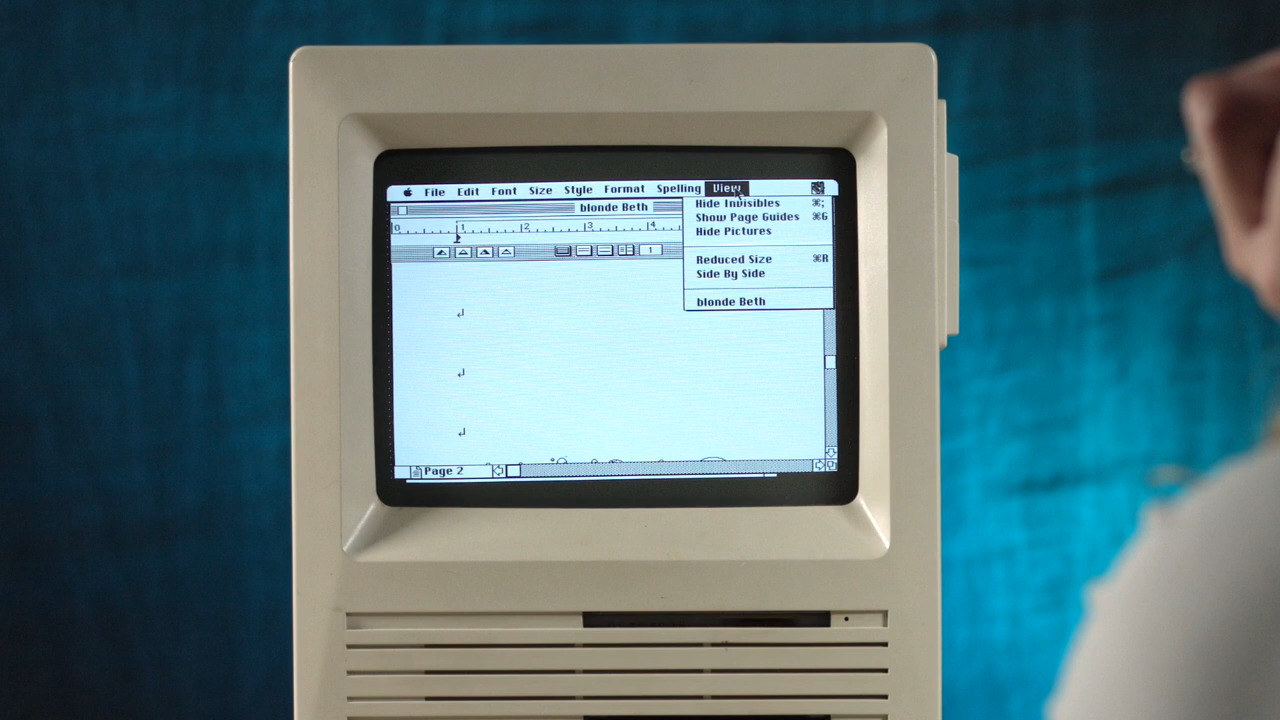 File Edit Font Size Style Format Spelling View
blonde Beth
0 1 2 3 4
1
Hide Invisibles ⌘;
Show Page Guides ⌘G
Hide Pictures
Reduced Size ⌘R
Side By Side
blonde Beth
Page 2